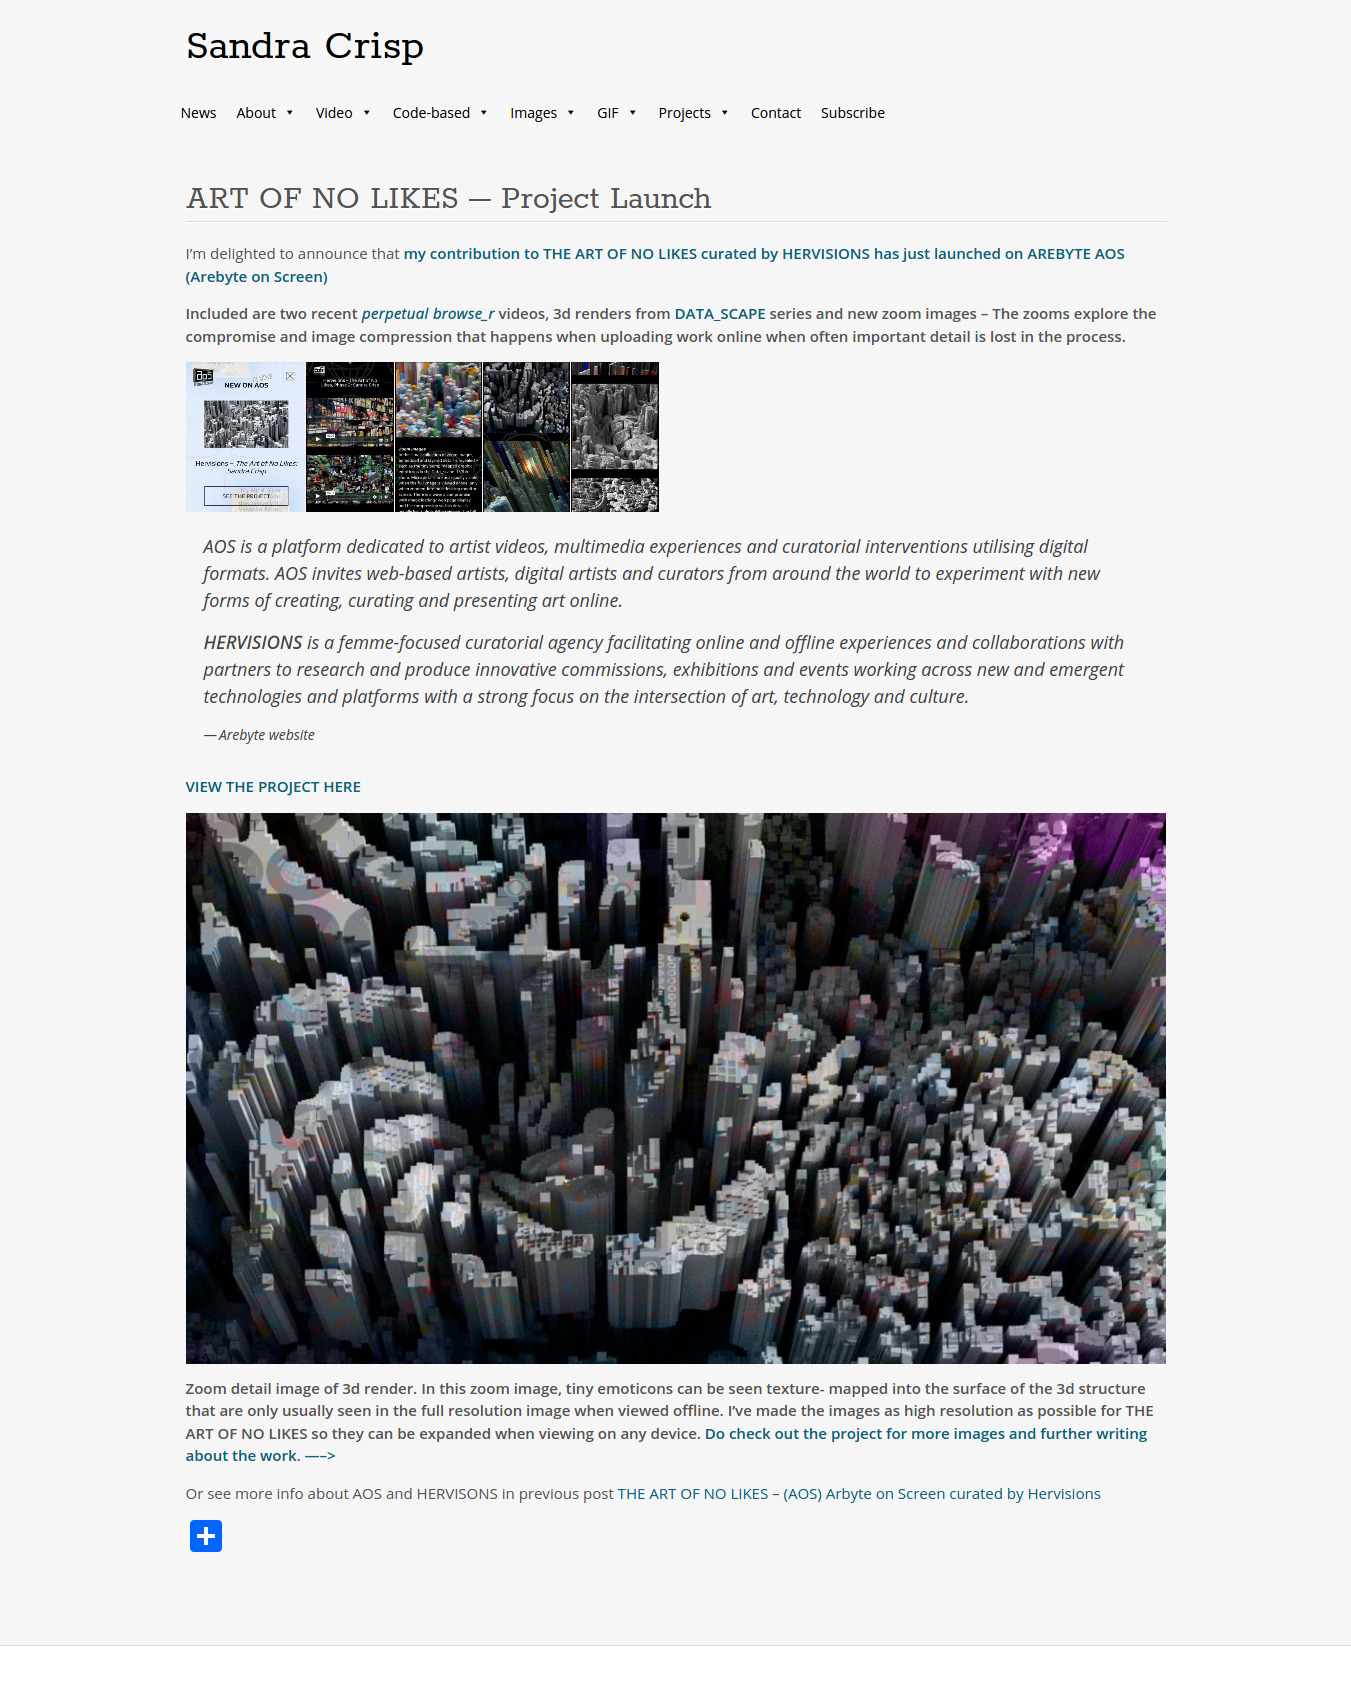 Sandra Crisp
News About Video Code-based Images GIF Projects Contact Subscribe
ART OF NO LIKES — Project Launch
I’m delighted to announce that my contribution to THE ART OF NO LIKES curated by HERVISIONS has just launched on AREBYTE AOS
(Arebyte on Screen)
Included are two recent perpetual browse_r videos, 3d renders from DATA_SCAPE series and new zoom images – The zooms explore the
compromise and image compression that happens when uploading work online when often important detail is lost in the process.
aos
NEW ON AOS
Hervisions – The Art of No Likes:
Sandra Crisp
SEE THE PROJECT
Hervisions – The Art of No
Likes, Phase 2: Sandra Crisp
Zoom Images
AOS is a platform dedicated to artist videos, multimedia experiences and curatorial interventions utilising digital
formats. AOS invites web-based artists, digital artists and curators from around the world to experiment with new
forms of creating, curating and presenting art online.
HERVISIONS is a femme-focused curatorial agency facilitating online and offline experiences and collaborations with
partners to research and produce innovative commissions, exhibitions and events working across new and emergent
technologies and platforms with a strong focus on the intersection of art, technology and culture.
— Arebyte website
VIEW THE PROJECT HERE
Zoom detail image of 3d render. In this zoom image, tiny emoticons can be seen texture- mapped into the surface of the 3d structure
that are only usually seen in the full resolution image when viewed offline. I’ve made the images as high resolution as possible for THE
ART OF NO LIKES so they can be expanded when viewing on any device. Do check out the project for more images and further writing
about the work. —–>
Or see more info about AOS and HERVISONS in previous post THE ART OF NO LIKES – (AOS) Arbyte on Screen curated by Hervisions